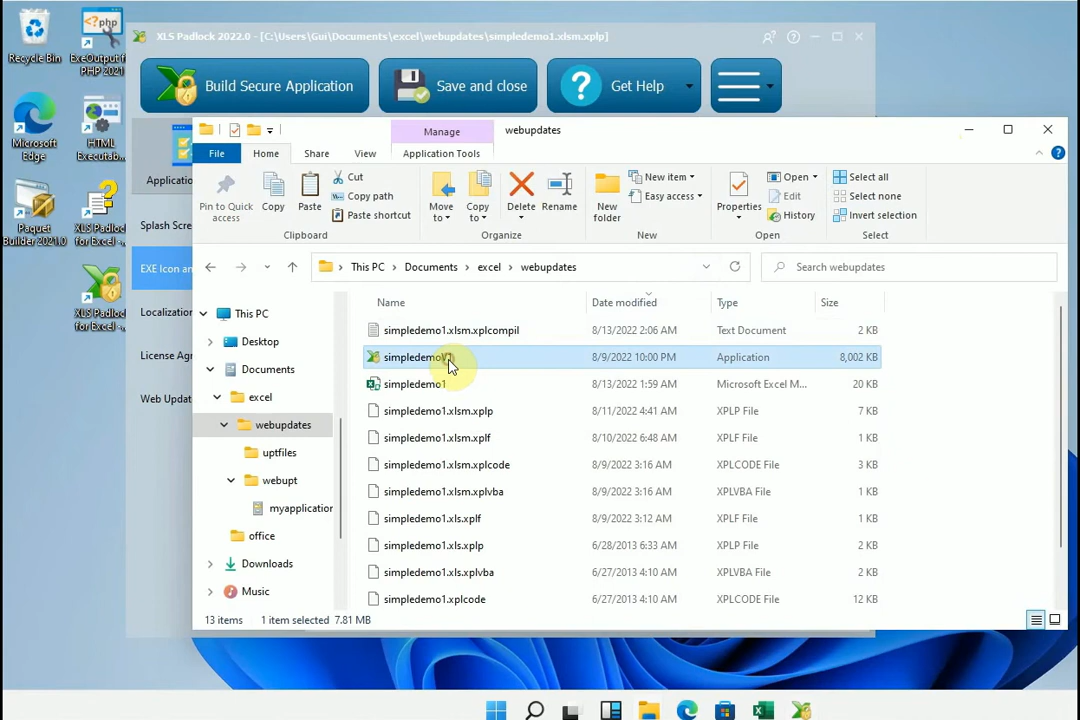 Recycle Bin
ExeOutput f
PHP 2021
Microsoft
Edge
HTML
Executab...
Paquet
Builder 2021.0
XLS Padlock
for Excel -...
XLS Padlock
for Excel -...
XLS Padlock 2022.0 - [C:\Users\Gui\Documents\excel\webupdates\simpledemo1.xlsm.xplp]
Build Secure Application
Save and close
Get Help
Application
Splash Scre
EXE Icon an
Localization
License Agr
Web Updat
Manage
webupdates
File
Home
Share
View
Application Tools
Pin to Quick
access
Copy
Paste
Cut
Copy path
Paste shortcut
Clipboard
Move
to
Copy
to
Delete
Rename
Organize
New
folder
New item
Easy access
New
Properties
Open
Edit
History
Open
Select all
Select none
Invert selection
Select
This PC
Documents
excel
webupdates
Search webupdates
This PC
Desktop
Documents
excel
webupdates
uptfiles
webupt
myapplication
office
Downloads
Music
Name Date modified Type Size
simpledemo1.xlsm.xplcompil 8/13/2022 2:06 AM Text Document 2 KB
8/9/2022 10:00 PM Application 8,002 KB
simpledemo1 8/13/2022 1:59 AM Microsoft Excel M... 20 KB
simpledemo1.xlsm.xplp 8/11/2022 4:41 AM XPLP File 7 KB
simpledemo1.xlsm.xplf 8/10/2022 6:48 AM XPLF File 1 KB
simpledemo1.xlsm.xplcode 8/9/2022 3:16 AM XPLCODE File 3 KB
simpledemo1.xlsm.xplvba 8/9/2022 3:16 AM XPLVBA File 1 KB
simpledemo1.xls.xplf 8/9/2022 3:12 AM XPLF File 1 KB
simpledemo1.xls.xplp 6/28/2013 6:33 AM XPLP File 1 KB
simpledemo1.xls.xplvba 6/27/2013 4:10 AM XPLVBA File 1 KB
simpledemo1.xplcode 6/27/2013 4:10 AM XPLCODE File 12 KB
13 items 1 item selected 7.81 MB